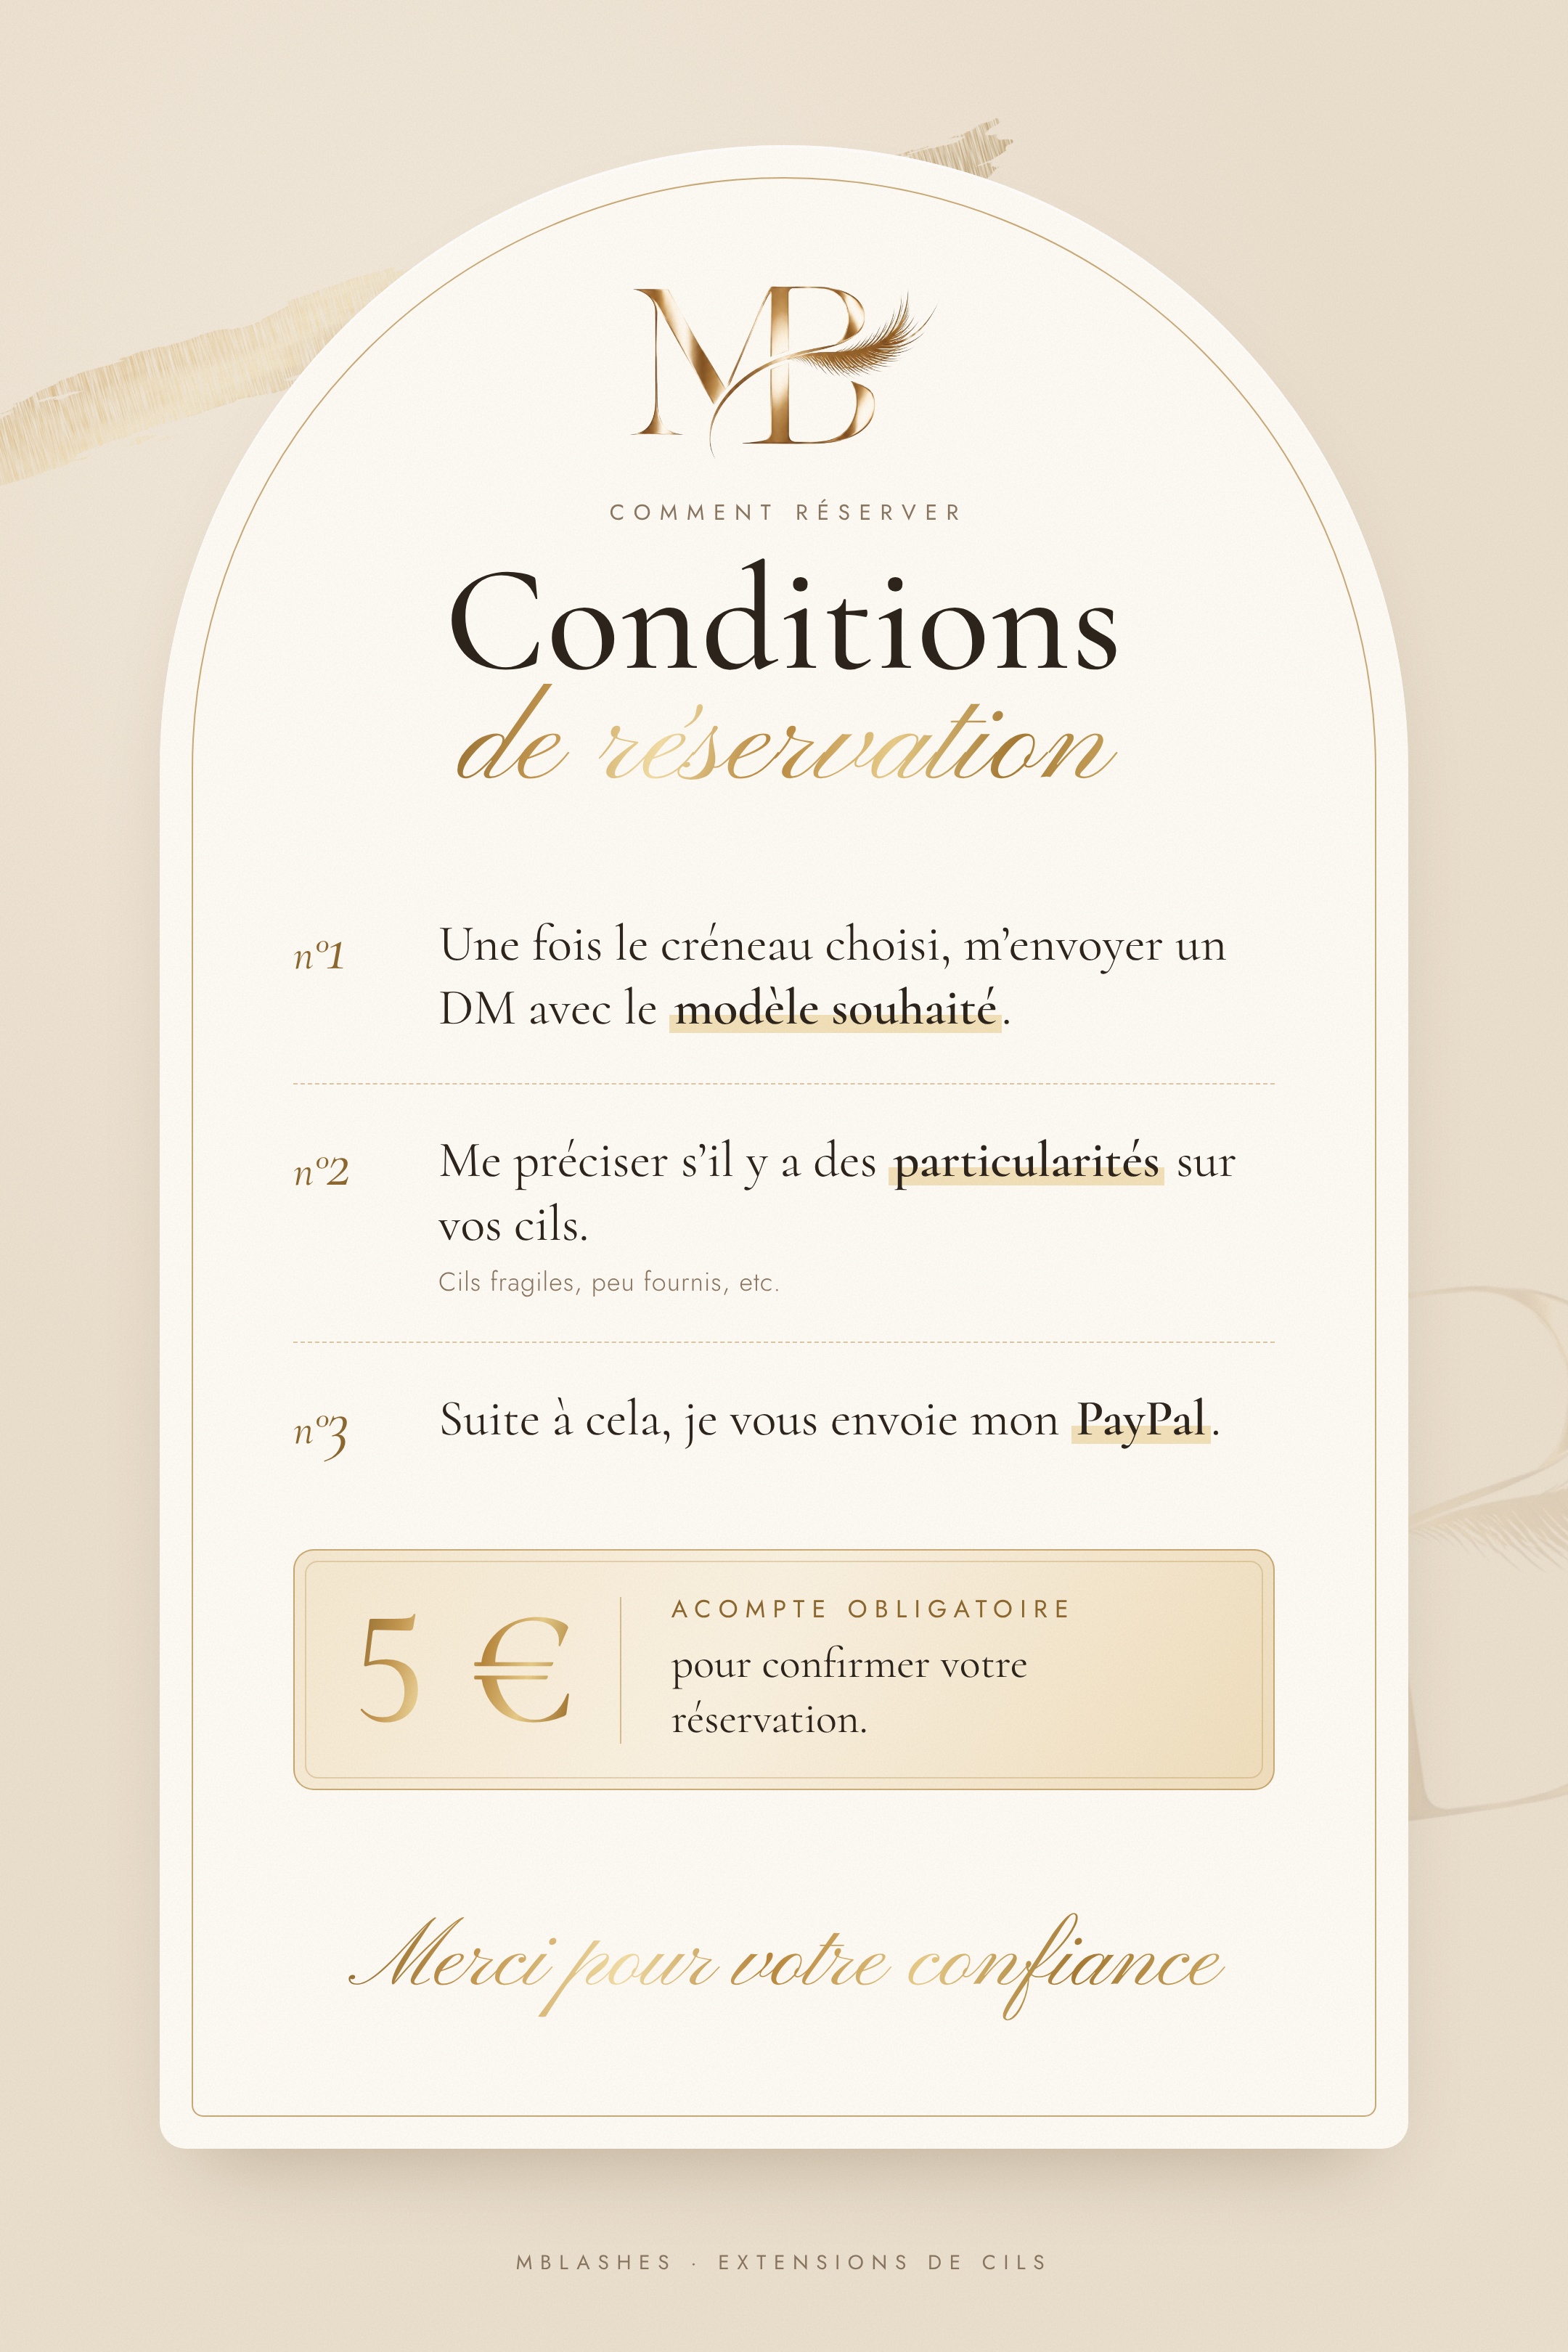 MB
COMMENT RÉSERVER
Conditions
de réservation
n°1
Une fois le créneau choisi, m’envoyer un
DM avec le modèle souhaité.
n°2
Me préciser s’il y a des particularités sur
vos cils.
Cils fragiles, peu fournis, etc.
n°3
Suite à cela, je vous envoie mon PayPal.
5 €
ACOMPTE OBLIGATOIRE
pour confirmer votre
réservation.
Merci pour votre confiance
MBLASHES · EXTENSIONS DE CILS